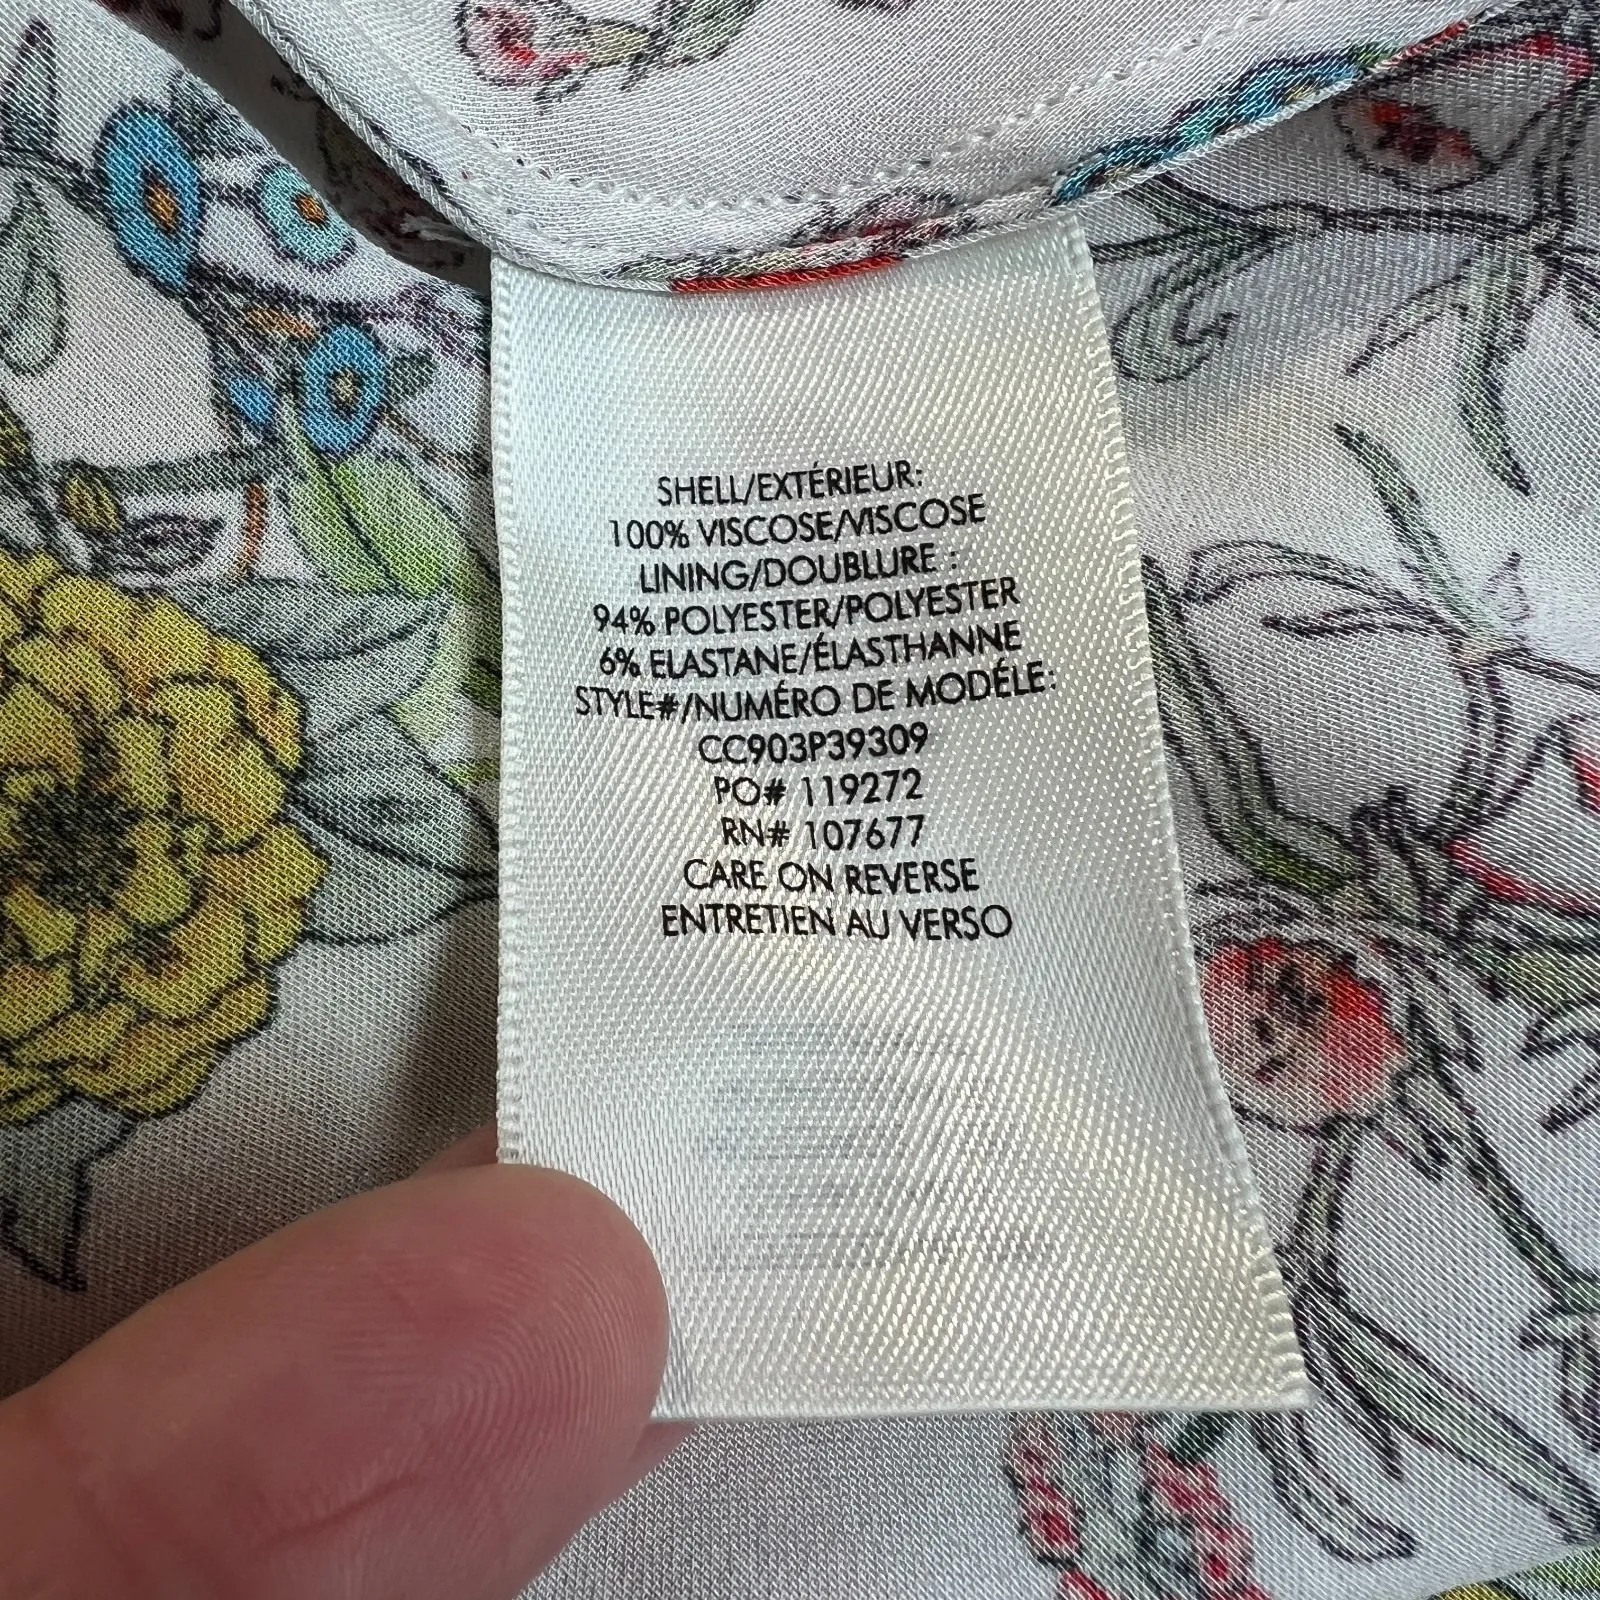 SHELL/EXTÉRIEUR:
100% VISCOSE/VISCOSE
LINING/DOUBLURE :
94% POLYESTER/POLYESTER
6% ELASTANE/ÉLASTHANNE
STYLE#/NUMÉRO DE MODÉLE:
CC903P39309
PO# 119272
RN# 107677
CARE ON REVERSE
ENTRETIEN AU VERSO